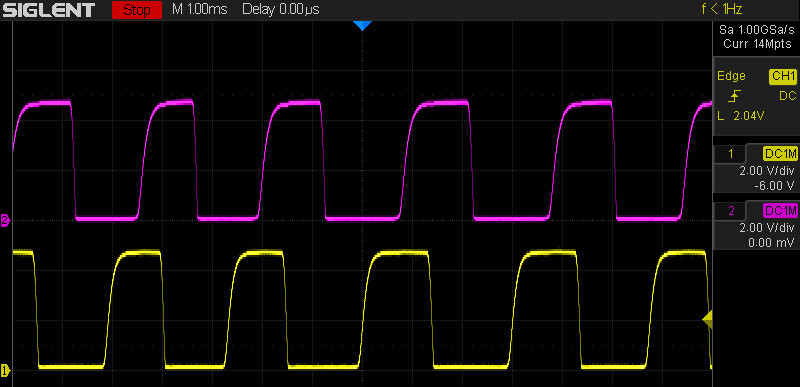 SIGLENT Stop M 1.00ms Delay 0.00µs f < 1Hz
Sa 1.00GSa/s
Curr 14Mpts
Edge CH1
DC
L 2.04V
1 DC1M
2.00 V/div
-6.00 V
2 DC1M
2.00 V/div
0.00 mV
2
1